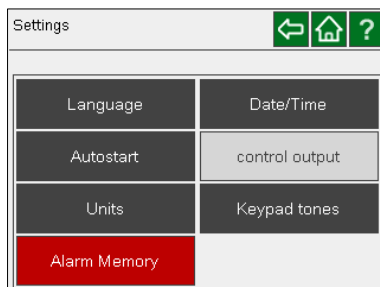 Settings ?
Language Date/Time
Autostart control output
Units Keypad tones
Alarm Memory